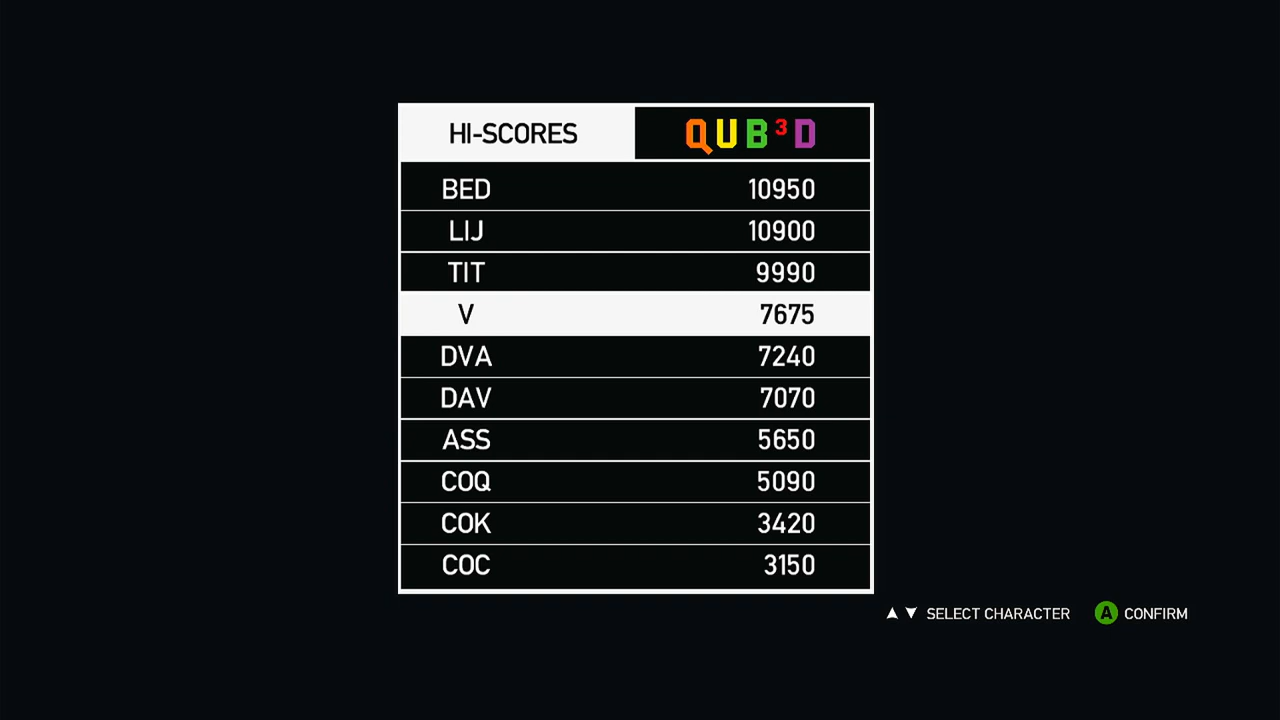 HI-SCORES QUB³D
BED 10950
LIJ 10900
TIT 9990
V 7675
DVA 7240
DAV 7070
ASS 5650
COQ 5090
COK 3420
COC 3150
▲ ▼ SELECT CHARACTER A CONFIRM